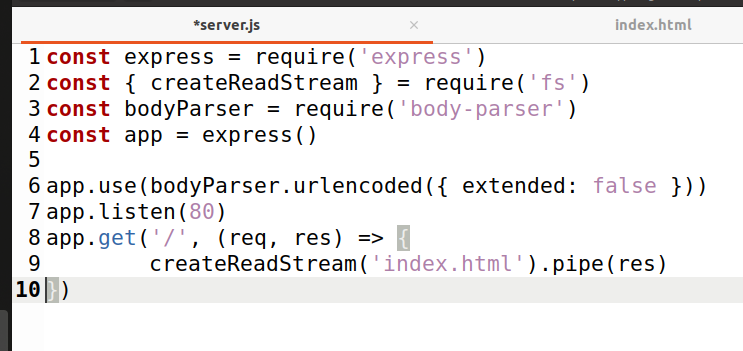 *server.js × index.html
1 const express = require('express')
2 const { createReadStream } = require('fs')
3 const bodyParser = require('body-parser')
4 const app = express()
5
6 app.use(bodyParser.urlencoded({ extended: false }))
7 app.listen(80)
8 app.get('/', (req, res) => {
9         createReadStream('index.html').pipe(res)
10 })